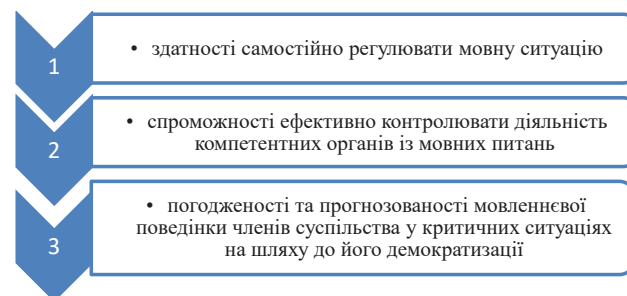 1
• здатності самостійно регулювати мовну ситуацію
2
• спроможності ефективно контролювати діяльність
компетентних органів із мовних питань
3
• погодженості та прогнозованості мовленнєвої
поведінки членів суспільства у критичних ситуаціях
на шляху до його демократизації